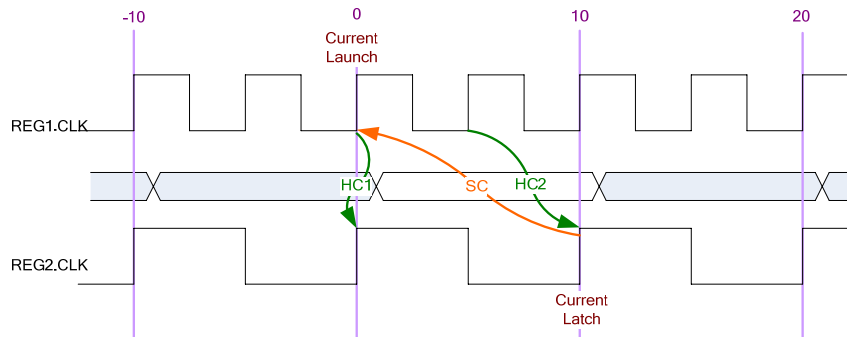 -10
0
10
20
Current
Launch
REG1.CLK
HC1
SC
HC2
REG2.CLK
Current
Latch